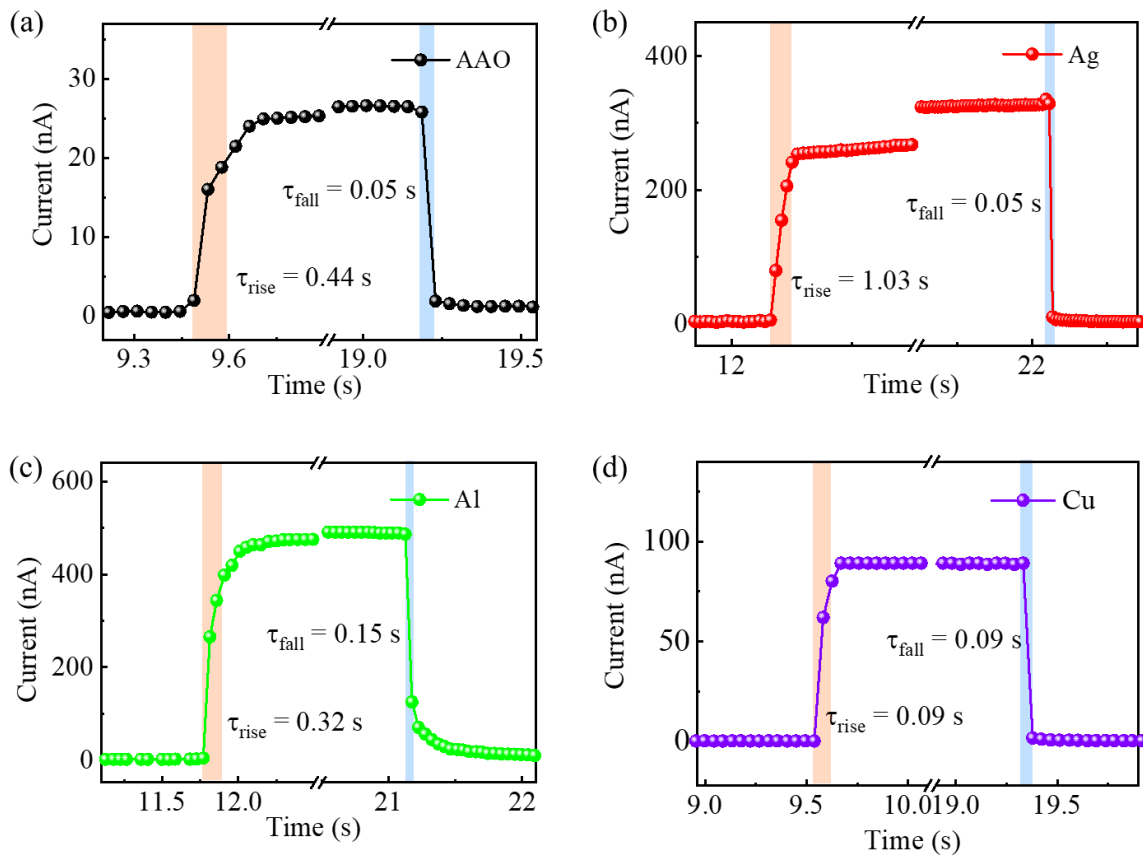 (a)
AAO
Current (nA)
35
30
20
10
0
τfall = 0.05 s
τrise = 0.44 s
9.3
9.6
19.0
19.5
Time (s)
(b)
Ag
Current (nA)
400
200
0
τfall = 0.05 s
τrise = 1.03 s
12
22
Time (s)
(c)
Al
Current (nA)
600
400
200
0
τfall = 0.15 s
τrise = 0.32 s
11.5
12.0
21
22
Time (s)
(d)
Cu
Current (nA)
100
50
0
τfall = 0.09 s
τrise = 0.09 s
9.0
9.5
10.0
19.0
19.5
Time (s)